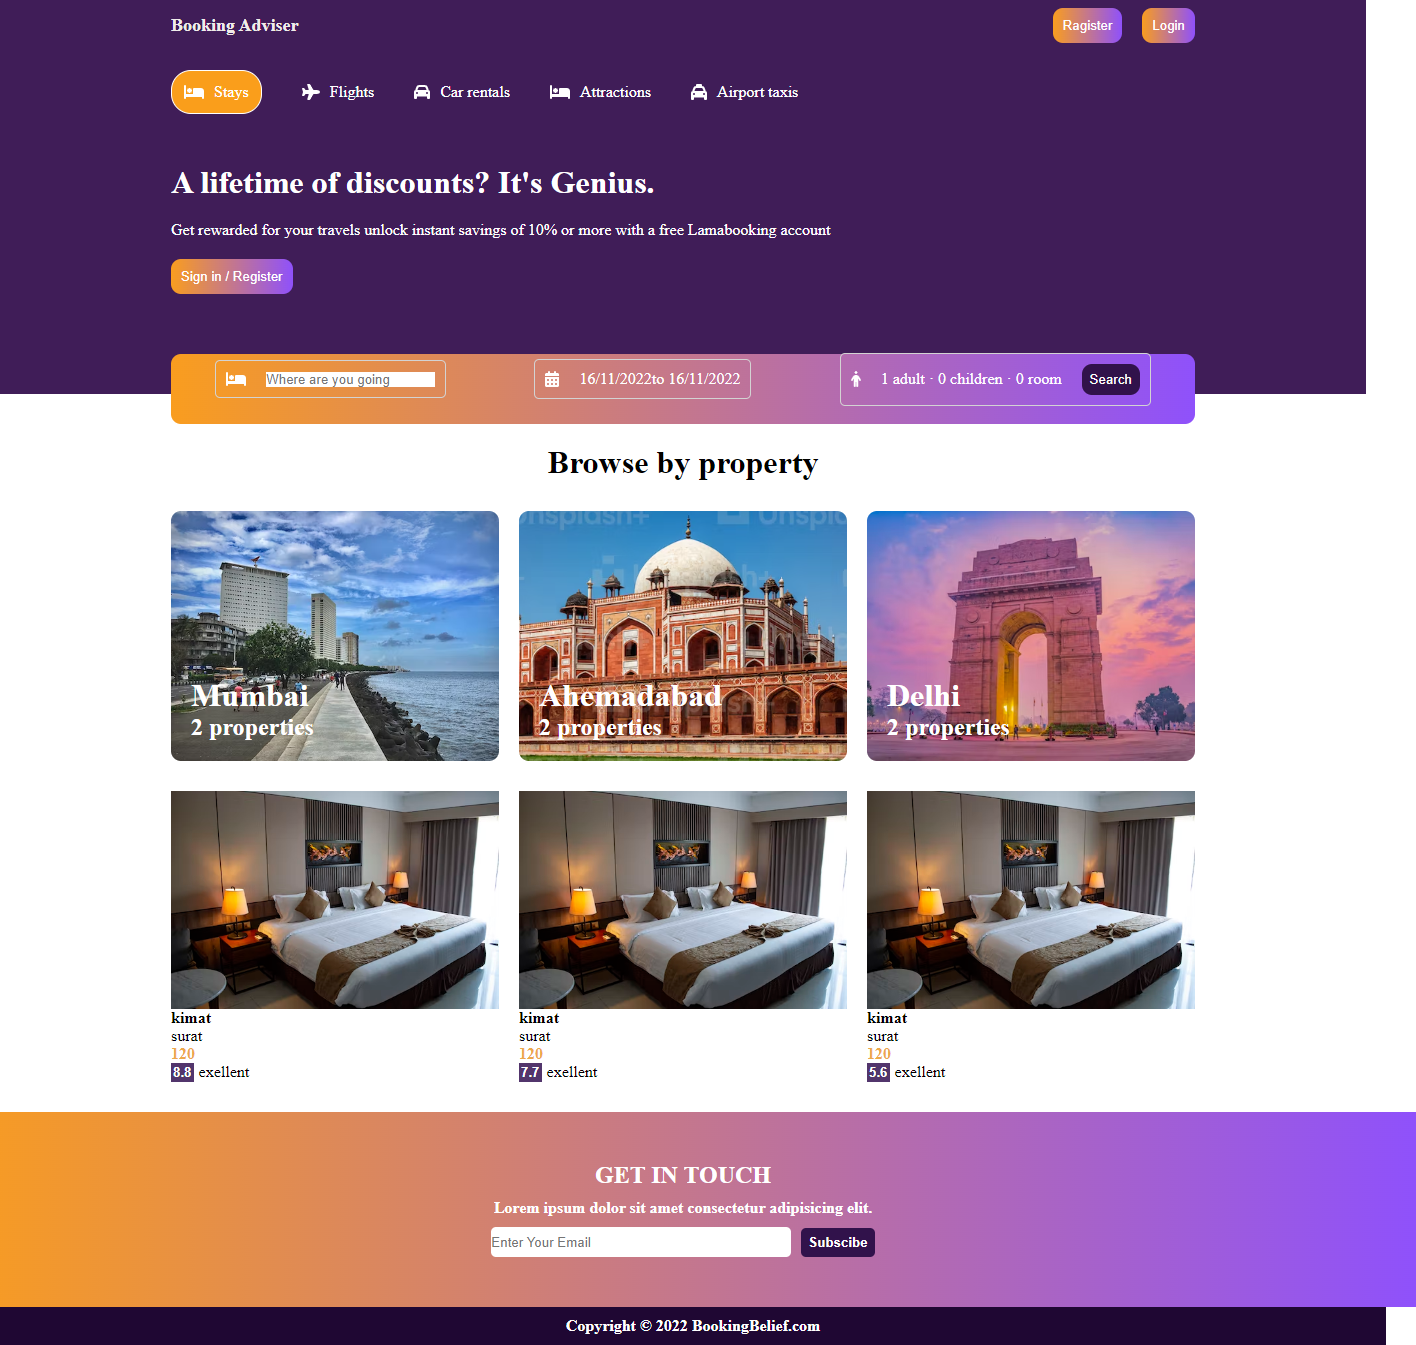 Booking Adviser
Ragister
Login
Stays
Flights
Car rentals
Attractions
Airport taxis
A lifetime of discounts? It's Genius.
Get rewarded for your travels unlock instant savings of 10% or more with a free Lamabooking account
Sign in / Register
Where are you going
16/11/2022to 16/11/2022
1 adult · 0 children · 0 room
Search
Browse by property
Unsplash+
Mumbai
2 properties
Ahemadabad
2 properties
Delhi
2 properties
kimat
surat
120
8.8 exellent
kimat
surat
120
7.7 exellent
kimat
surat
120
5.6 exellent
GET IN TOUCH
Lorem ipsum dolor sit amet consectetur adipisicing elit.
Enter Your Email
Subscibe
Copyright © 2022 BookingBelief.com